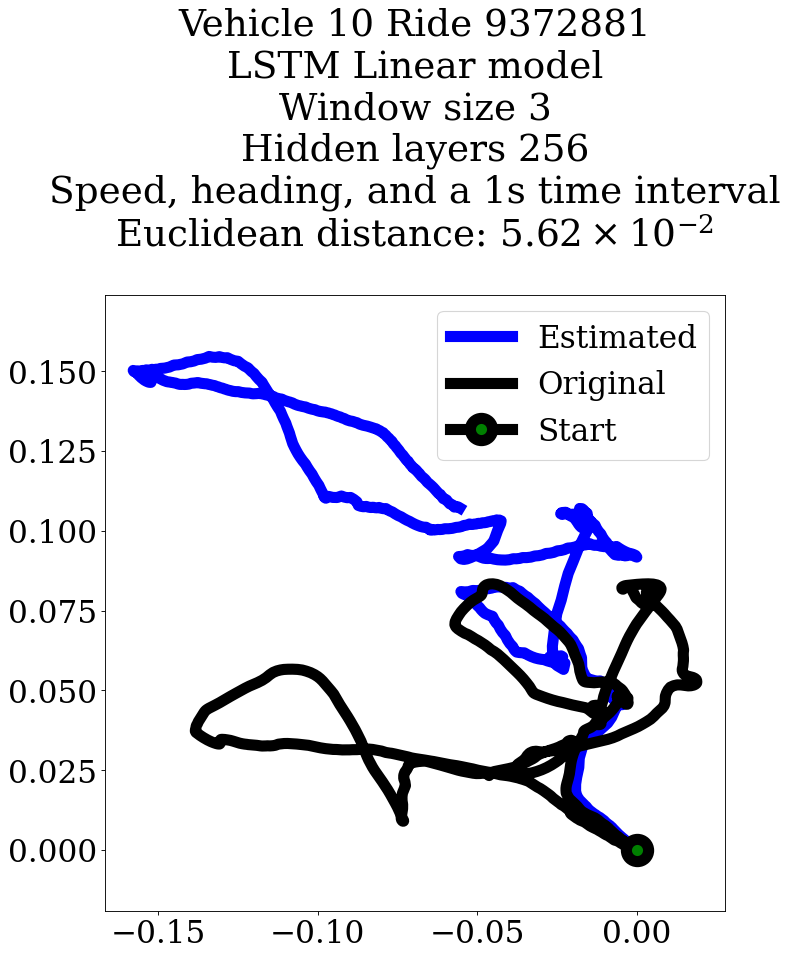 Vehicle 10 Ride 9372881
LSTM Linear model
Window size 3
Hidden layers 256
Speed, heading, and a 1s time interval
Euclidean distance: 5.62 × 10⁻²
Estimated
Original
Start
0.150
0.125
0.100
0.075
0.050
0.025
0.000
−0.15 −0.10 −0.05 0.00